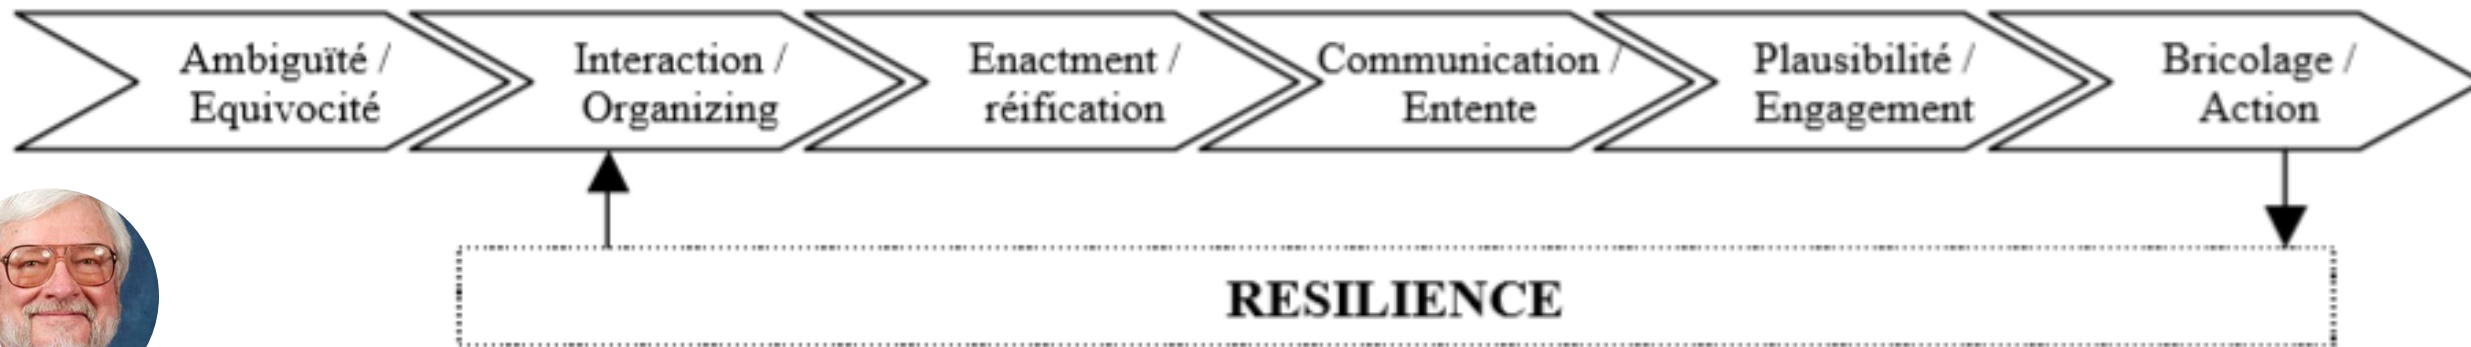 Ambiguïté /
Equivocité
Interaction /
Organizing
Enactment /
réification
Communication /
Entente
Plausibilité /
Engagement
Bricolage /
Action
RESILIENCE